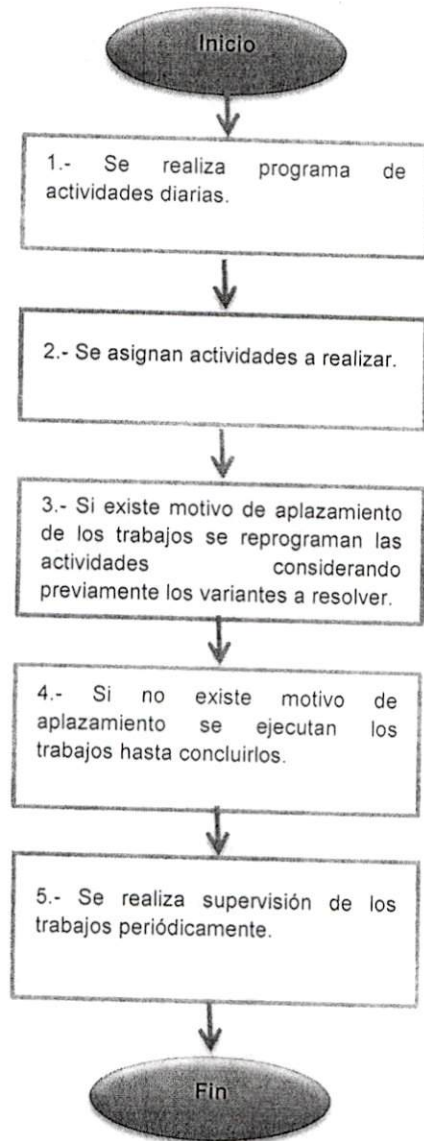 Inicio
1.- Se realiza programa de
actividades diarias.
2.- Se asignan actividades a realizar.
3.- Si existe motivo de aplazamiento
de los trabajos se reprograman las
actividades considerando
previamente los variantes a resolver.
4.- Si no existe motivo de
aplazamiento se ejecutan los
trabajos hasta concluirlos.
5.- Se realiza supervisión de los
trabajos periódicamente.
Fin